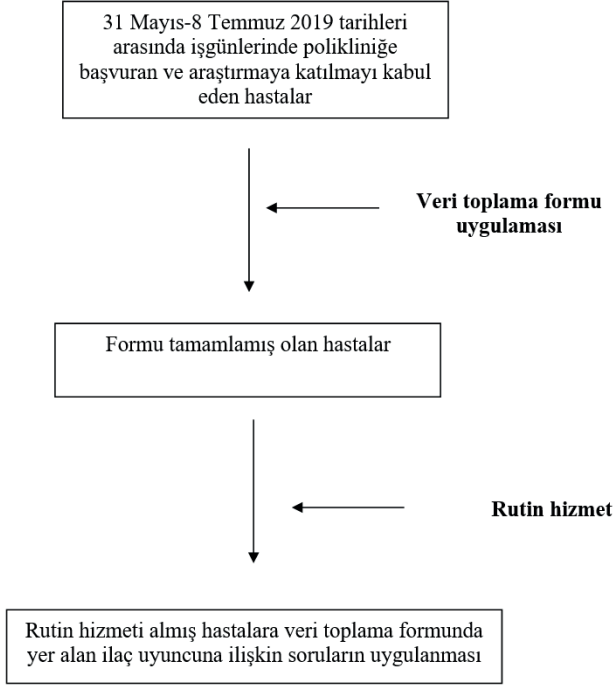 31 Mayıs-8 Temmuz 2019 tarihleri
arasında işgünlerinde polikliniğe
başvuran ve araştırmaya katılmayı kabul
eden hastalar
Veri toplama formu
uygulaması
Formu tamamlamış olan hastalar
Rutin hizmet
Rutin hizmeti almış hastalara veri toplama formunda
yer alan ilaç uyuncuna ilişkin soruların uygulanması